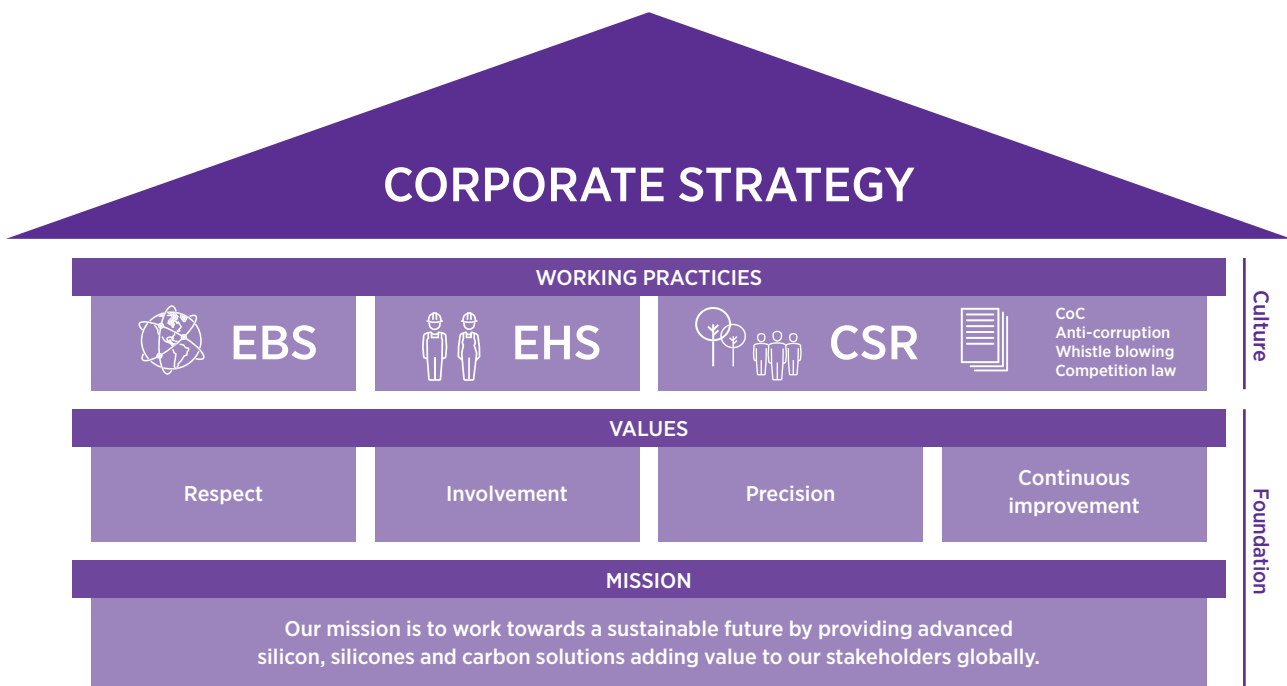 CORPORATE STRATEGY
WORKING PRACTICIES
EBS
EHS
CSR
CoC
Anti-corruption
Whistle blowing
Competition law
Culture
VALUES
Respect
Involvement
Precision
Continuous
improvement
Foundation
MISSION
Our mission is to work towards a sustainable future by providing advanced
silicon, silicones and carbon solutions adding value to our stakeholders globally.